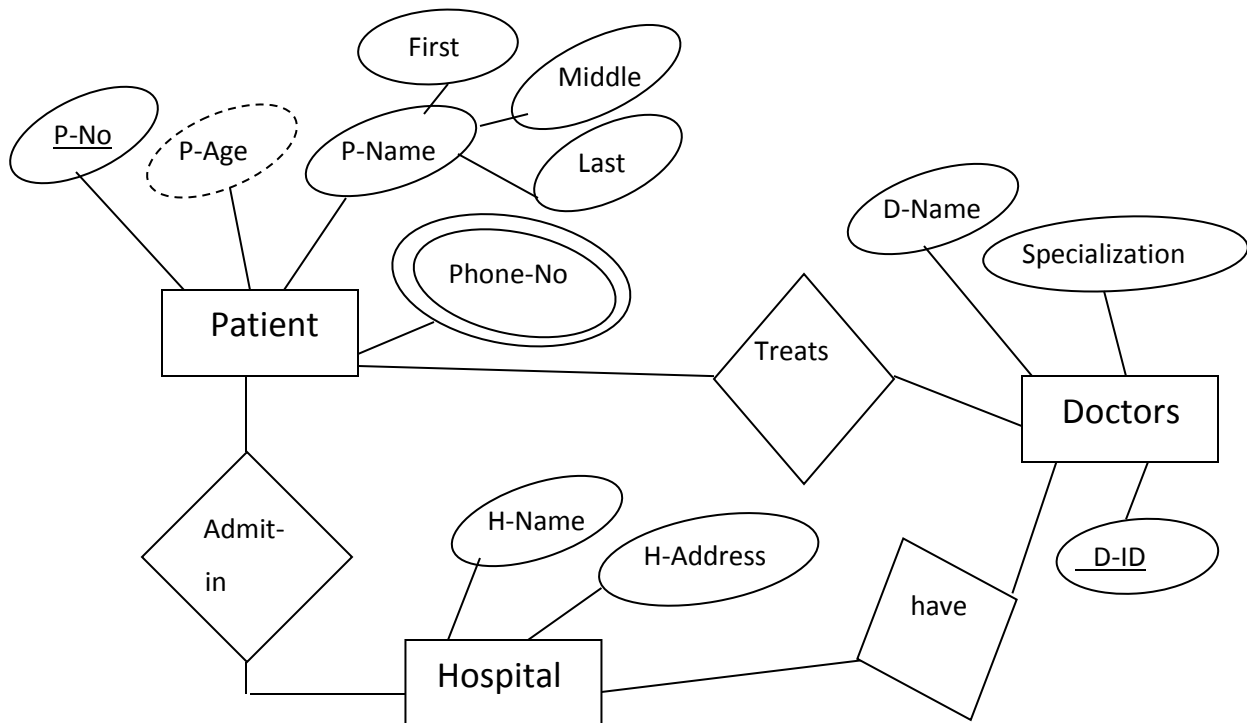 First
Middle
P-No
P-Age
P-Name
Last
D-Name
Specialization
Phone-No
Patient
Treats
Doctors
H-Name
Admit-
in
H-Address
D-ID
have
Hospital